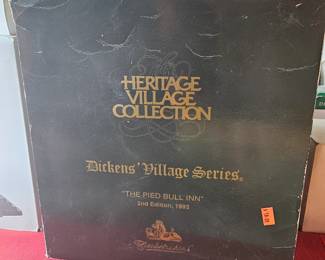 HERITAGE
VILLAGE
COLLECTION
Dickens' Village Series®
"THE PIED BULL INN"
2nd Edition, 1993